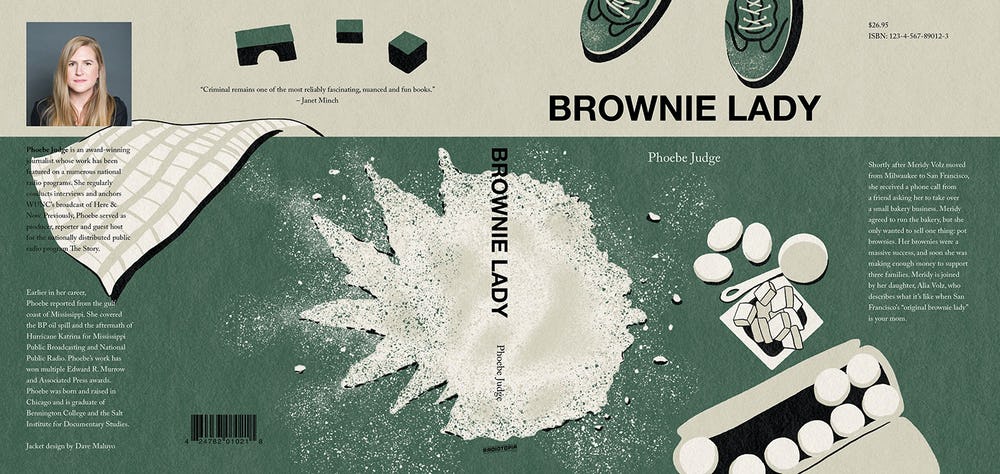 “Criminal remains one of the most reliably fascinating, nuanced and fun books.”
– Janet Minch
Phoebe Judge is an award-winning
journalist whose work has been
featured on a numerous national
radio programs. She regularly
conducts interviews and anchors
WUNC's broadcast of Here &
Now. Previously, Phoebe served as
producer, reporter and guest host
for the nationally distributed public
radio program The Story.
Earlier in her career,
Phoebe reported from the gulf
coast of Mississippi. She covered
the BP oil spill and the aftermath of
Hurricane Katrina for Mississippi
Public Broadcasting and National
Public Radio. Phoebe's work has
won multiple Edward R. Murrow
and Associated Press awards.
Phoebe was born and raised in
Chicago and is graduate of
Bennington College and the Salt
Institute for Documentary Studies.
Jacket design by Dave Maluyo
4 24782 01021 8
BROWNIE LADY
Phoebe Judge
BROIOTOPIA
BROWNIE LADY
Phoebe Judge
$26.95
ISBN: 123-4-567-89012-3
Shortly after Meridy Volz moved
from Milwaukee to San Francisco,
she received a phone call from
a friend asking her to take over
a small bakery business. Meridy
agreed to run the bakery, but she
only wanted to sell one thing: pot
brownies. Her brownies were a
massive success, and soon she was
making enough money to support
three families. Meridy is joined
by her daughter, Alia Volz, who
describes what it's like when San
Francisco's “original brownie lady”
is your mom.